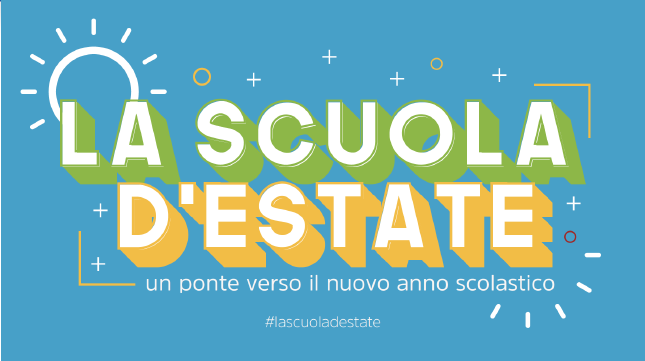 LA SCUOLA
D'ESTATE
un ponte verso il nuovo anno scolastico
#lascuoladestate